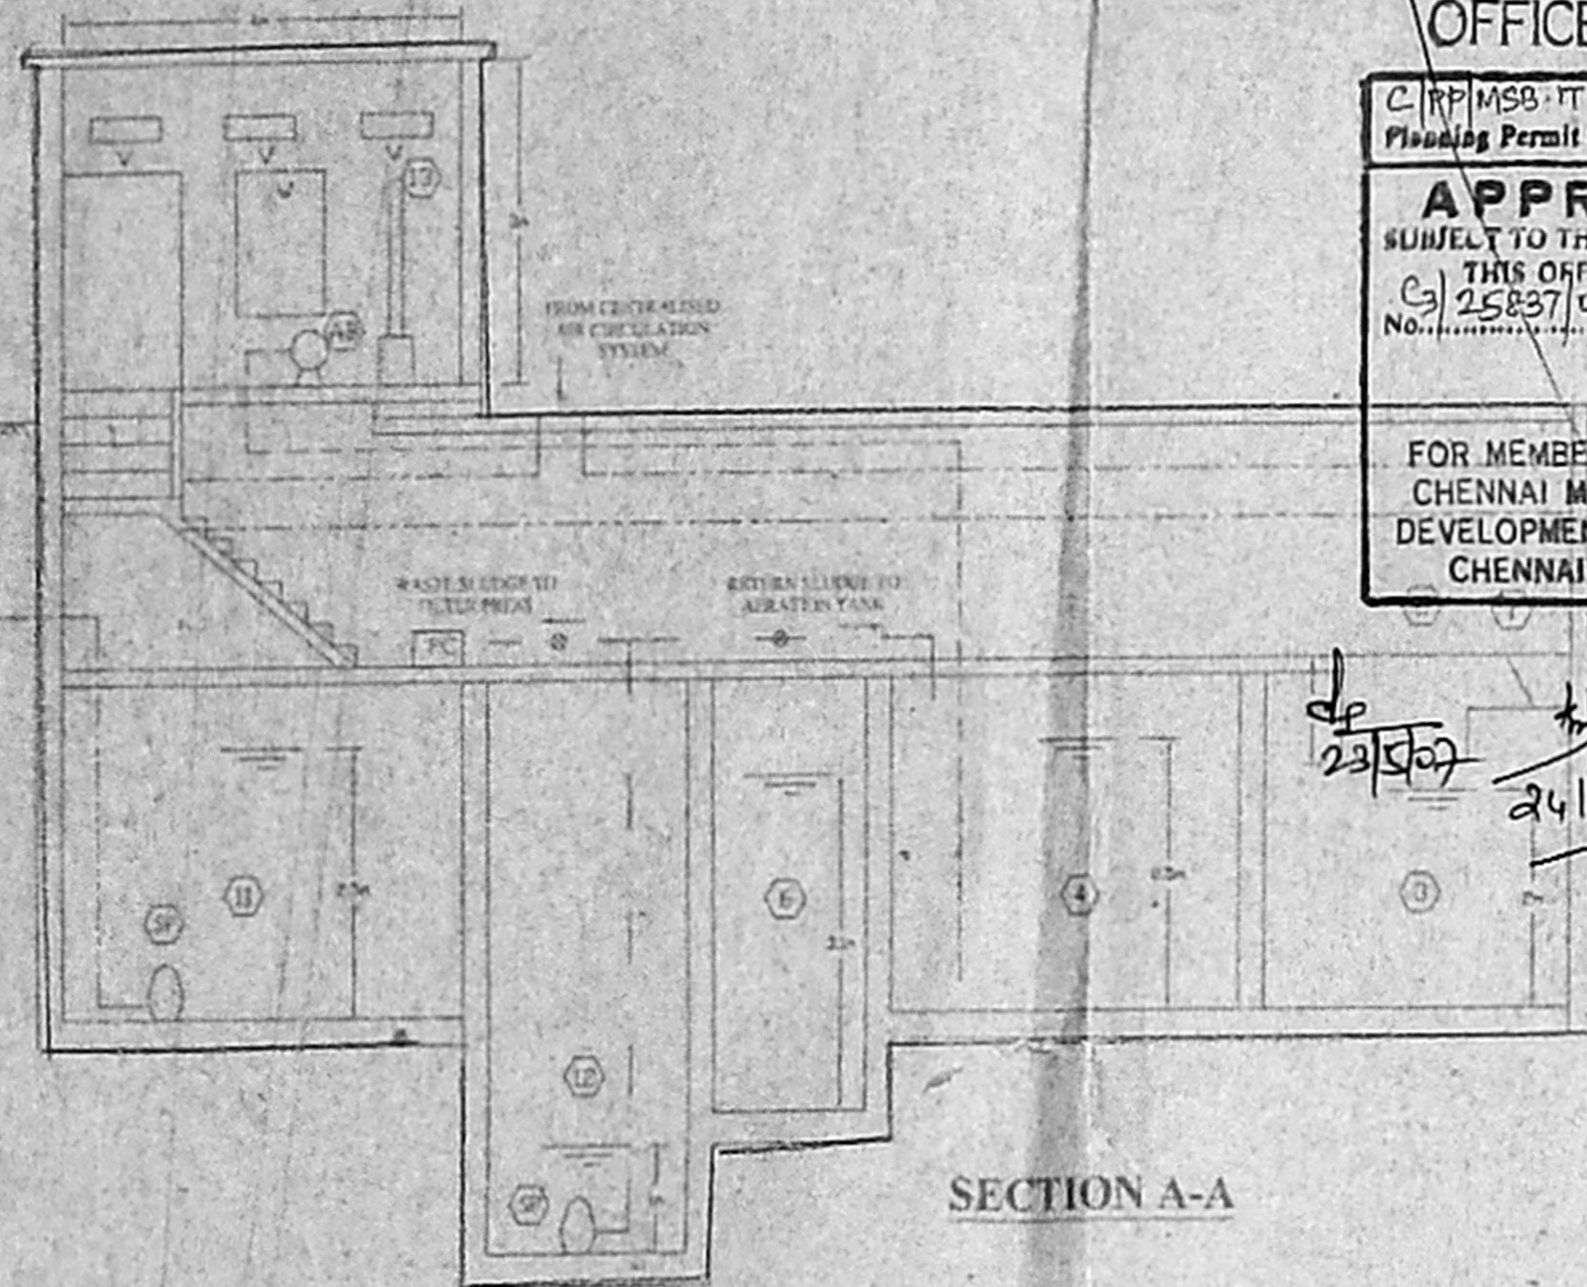 OFFICE
C/RP/MSB-IT
Planning Permit
APPR
SUBJECT TO TH
THIS OFF
No. C3/25837/
FOR MEMBE
CHENNAI M
DEVELOPMEN
CHENNAI
23/5/07
24/
FROM CENTRALISED
AIR CIRCULATION
SYSTEM
WASTE SLUDGE TO
FILTER PRESS
RETURN SLUDGE TO
AERATION TANK
PC
AB
13
11
SP
6
4
3
12
SP
SECTION A-A